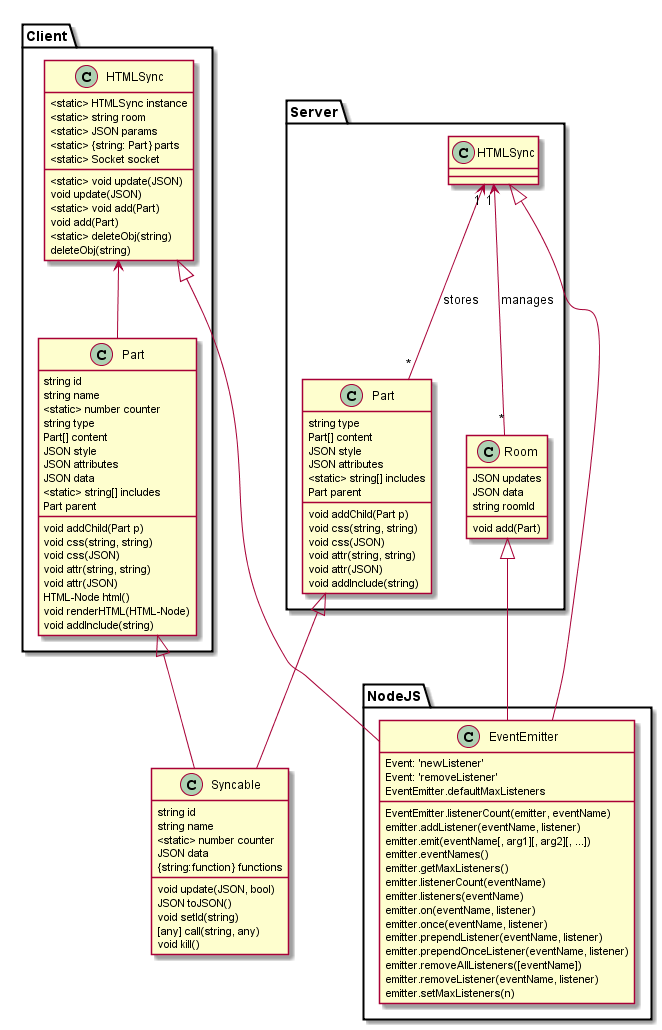 Client
C HTMLSync
<static> HTMLSync instance
<static> string room
<static> JSON params
<static> {string: Part} parts
<static> Socket socket
<static> void update(JSON)
void update(JSON)
<static> void add(Part)
void add(Part)
<static> deleteObj(string)
deleteObj(string)
C Part
string id
string name
<static> number counter
string type
Part[] content
JSON style
JSON attributes
JSON data
<static> string[] includes
Part parent
void addChild(Part p)
void css(string, string)
void css(JSON)
void attr(string, string)
void attr(JSON)
HTML-Node html()
void renderHTML(HTML-Node)
void addInclude(string)
Server
C HTMLSync
1
1
stores
manages
*
*
C Part
string type
Part[] content
JSON style
JSON attributes
<static> string[] includes
Part parent
void addChild(Part p)
void css(string, string)
void css(JSON)
void attr(string, string)
void attr(JSON)
void addInclude(string)
C Room
JSON updates
JSON data
string roomId
void add(Part)
C Syncable
string id
string name
<static> number counter
JSON data
{string:function} functions
void update(JSON, bool)
JSON toJSON()
void setId(string)
[any] call(string, any)
void kill()
NodeJS
C EventEmitter
Event: 'newListener'
Event: 'removeListener'
EventEmitter.defaultMaxListeners
EventEmitter.listenerCount(emitter, eventName)
emitter.addListener(eventName, listener)
emitter.emit(eventName[, arg1][, arg2][, ...])
emitter.eventNames()
emitter.getMaxListeners()
emitter.listenerCount(eventName)
emitter.listeners(eventName)
emitter.on(eventName, listener)
emitter.once(eventName, listener)
emitter.prependListener(eventName, listener)
emitter.prependOnceListener(eventName, listener)
emitter.removeAllListeners([eventName])
emitter.removeListener(eventName, listener)
emitter.setMaxListeners(n)